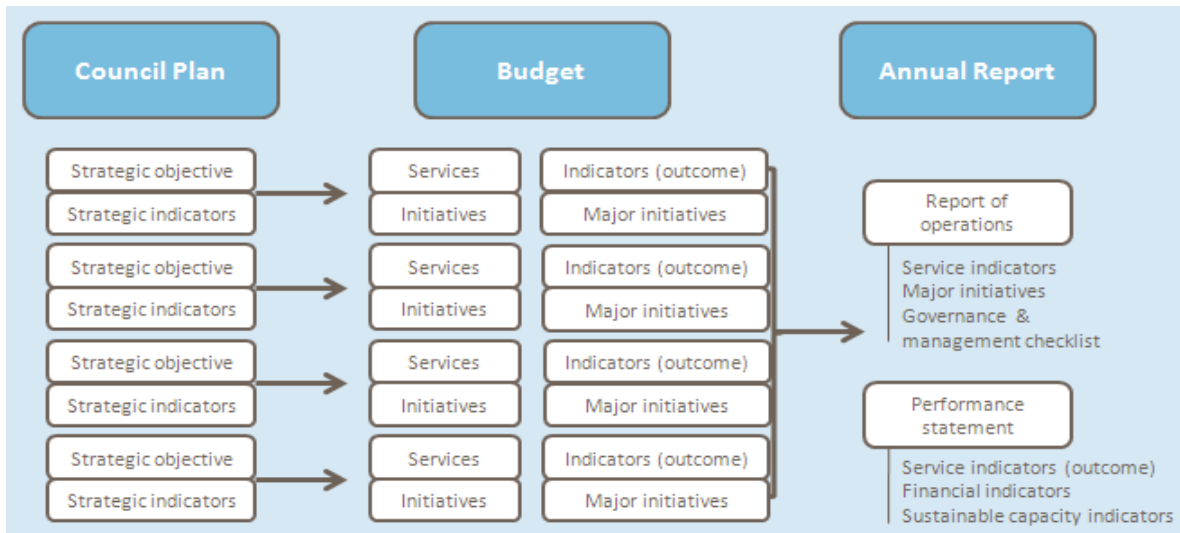 Council Plan
Budget
Annual Report
Strategic objective
Strategic indicators
Strategic objective
Strategic indicators
Strategic objective
Strategic indicators
Strategic objective
Strategic indicators
Services
Initiatives
Services
Initiatives
Services
Initiatives
Services
Initiatives
Indicators (outcome)
Major initiatives
Indicators (outcome)
Major initiatives
Indicators (outcome)
Major initiatives
Indicators (outcome)
Major initiatives
Report of
operations
Service indicators
Major initiatives
Governance &
management checklist
Performance
statement
Service indicators (outcome)
Financial indicators
Sustainable capacity indicators